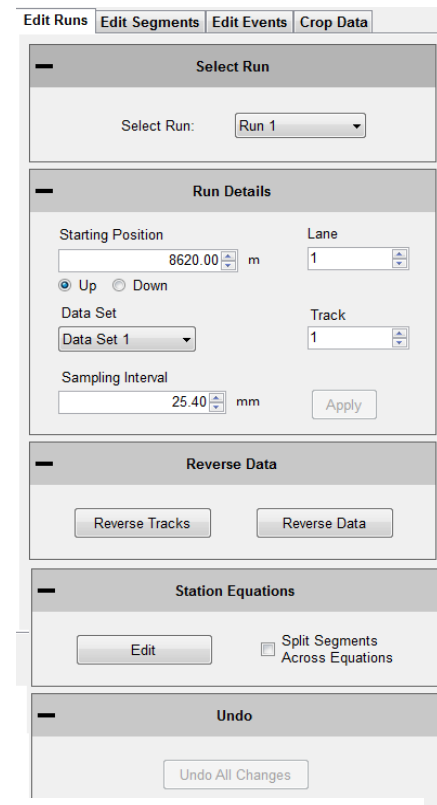 Edit Runs Edit Segments Edit Events Crop Data
Select Run
Select Run: Run 1
Run Details
Starting Position Lane
8620.00 m 1
Up Down
Data Set Track
Data Set 1 1
Sampling Interval
25.40 mm Apply
Reverse Data
Reverse Tracks Reverse Data
Station Equations
Edit Split Segments
Across Equations
Undo
Undo All Changes